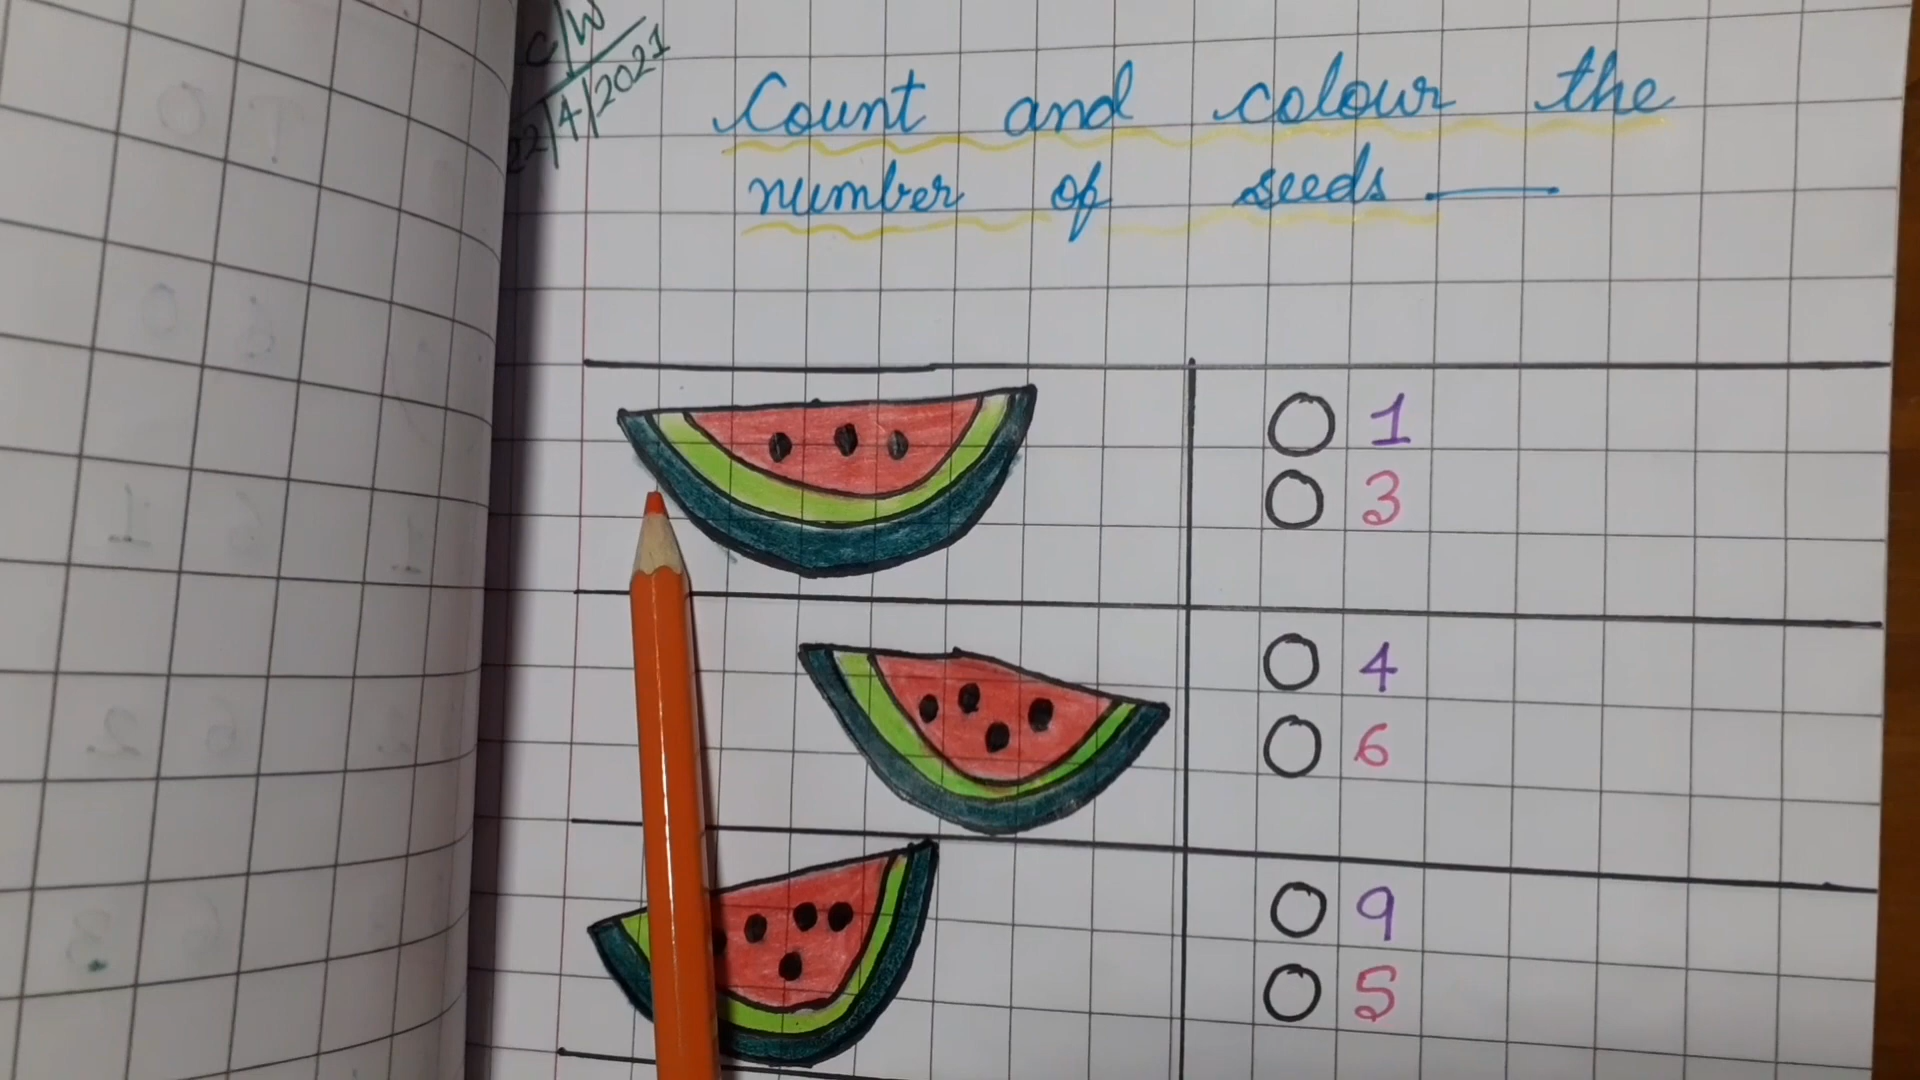 C/W
22/4/2021
Count and colour the
number of seeds —
1
3
4
6
9
5